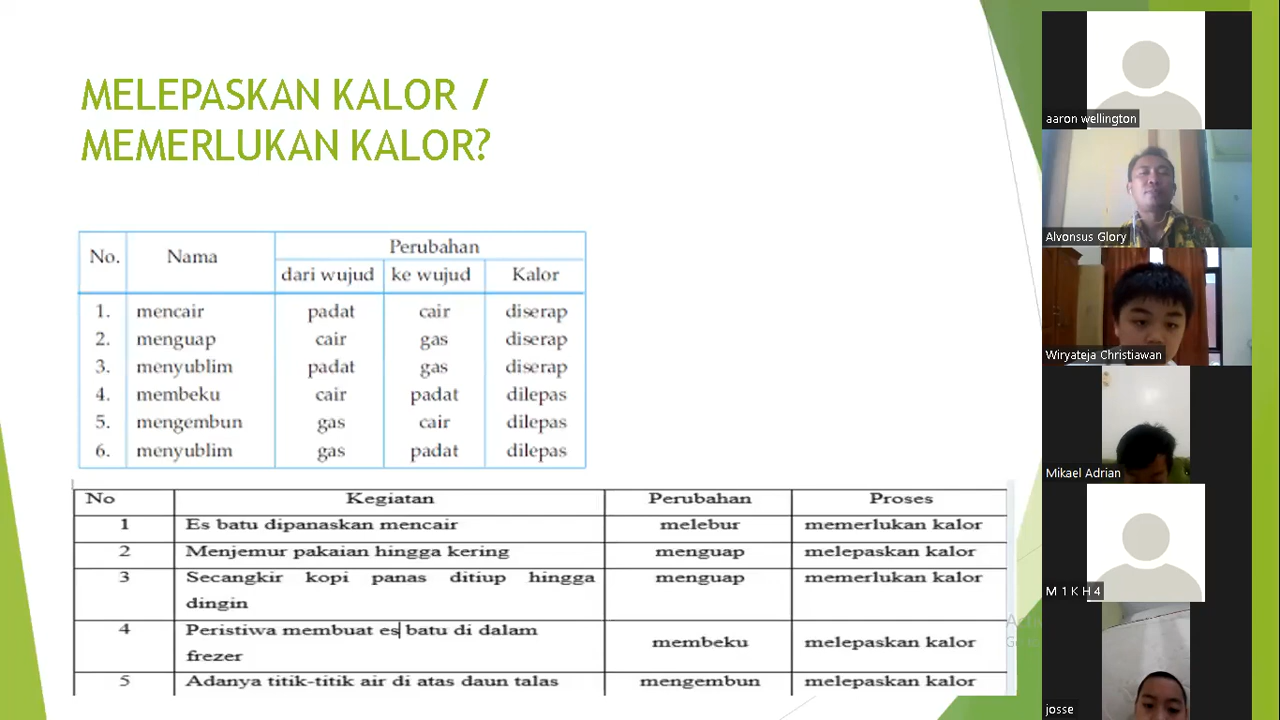 MELEPASKAN KALOR /
MEMERLUKAN KALOR?
No. Nama Perubahan
dari wujud ke wujud Kalor
1. mencair padat cair diserap
2. menguap cair gas diserap
3. menyublim padat gas diserap
4. membeku cair padat dilepas
5. mengembun gas cair dilepas
6. menyublim gas padat dilepas
No Kegiatan Perubahan Proses
1 Es batu dipanaskan mencair melebur memerlukan kalor
2 Menjemur pakaian hingga kering menguap melepaskan kalor
3 Secangkir kopi panas ditiup hingga menguap memerlukan kalor
dingin
4 Peristiwa membuat es batu di dalam
frezer membeku melepaskan kalor
5 Adanya titik-titik air di atas daun talas mengembun melepaskan kalor
aaron wellington
Alvonsus Glory
Wiryateja Christiawan
Mikael Adrian
M 1 K H 4
josse